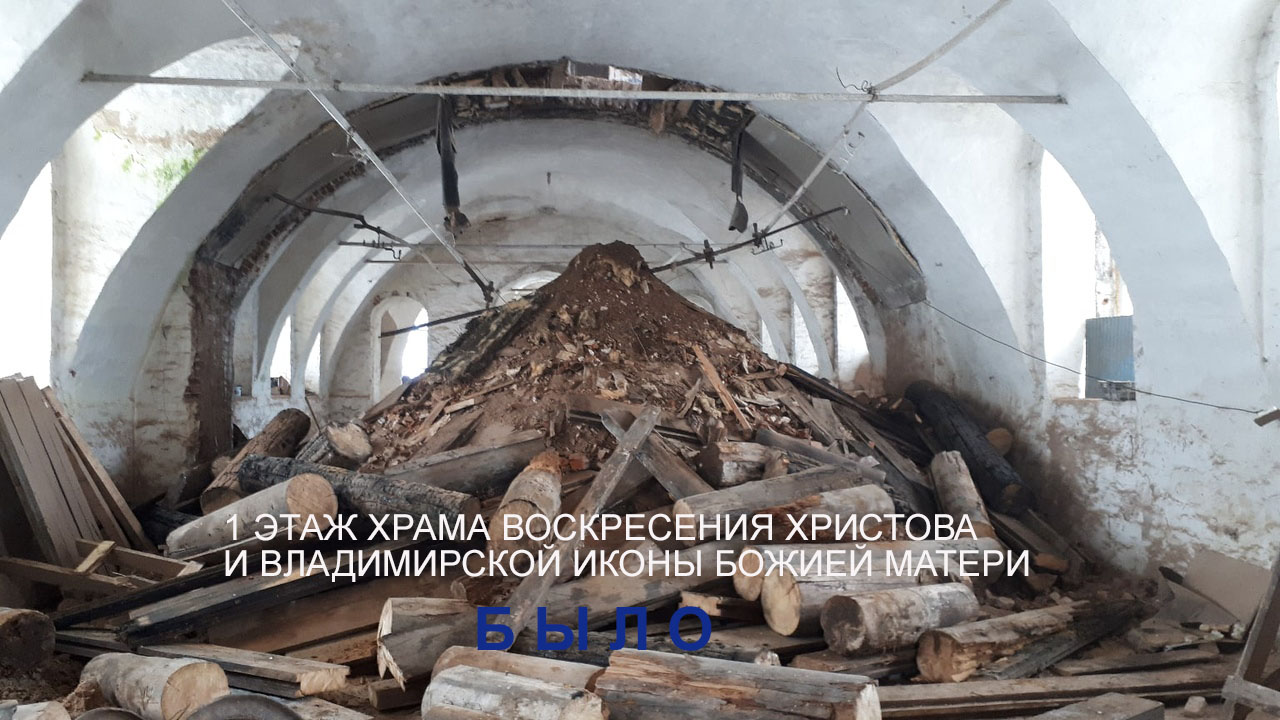 1 ЭТАЖ ХРАМА ВОСКРЕСЕНИЯ ХРИСТОВА
И ВЛАДИМИРСКОЙ ИКОНЫ БОЖИЕЙ МАТЕРИ
БЫЛО